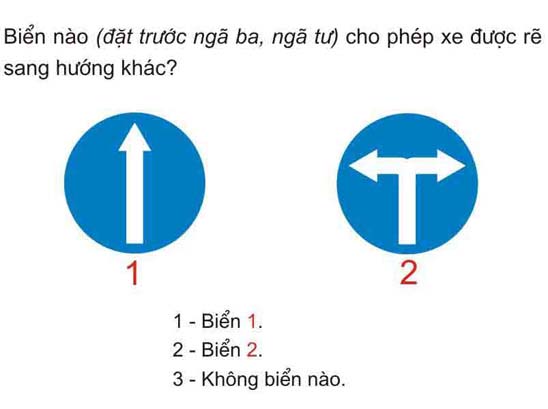 Biển nào (đặt trước ngã ba, ngã tư) cho phép xe được rẽ
sang hướng khác?
1 2
1 - Biển 1.
2 - Biển 2.
3 - Không biển nào.